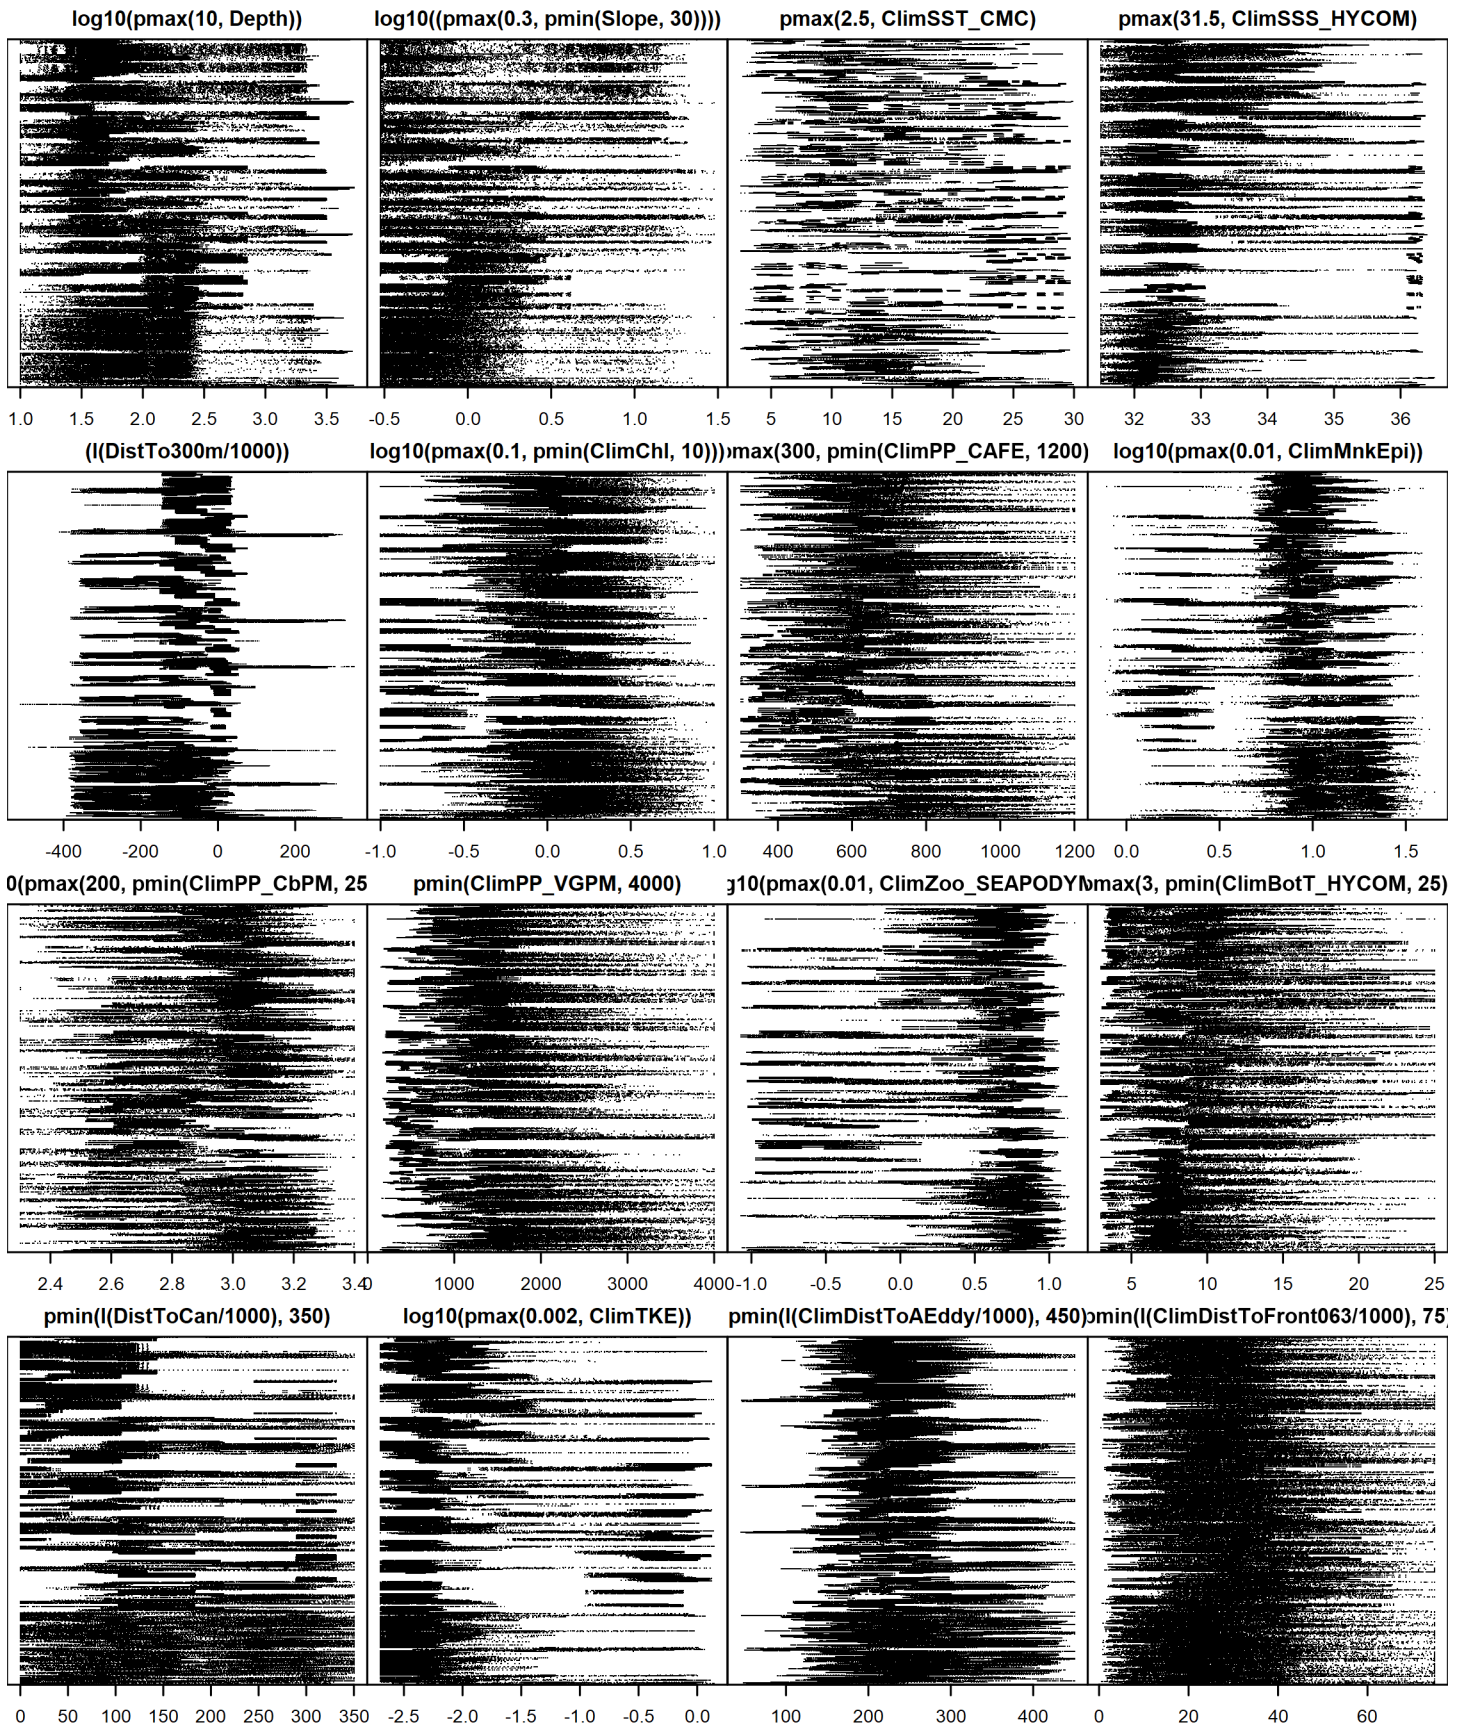 log10(pmax(10, Depth)) log10((pmax(0.3, pmin(Slope, 30)))) pmax(2.5, ClimSST_CMC) pmax(31.5, ClimSSS_HYCOM)
1.0 1.5 2.0 2.5 3.0 3.5 -0.5 0.0 0.5 1.0 1.5 5 10 15 20 25 30 32 33 34 35 36
(I(DistTo300m/1000)) log10(pmax(0.1, pmin(ClimChl, 10))) max(300, pmin(ClimPP_CAFE, 1200) log10(pmax(0.01, ClimMnkEpi))
-400 -200 0 200 -1.0 -0.5 0.0 0.5 1.0 400 600 800 1000 1200 0.0 0.5 1.0 1.5
0(pmax(200, pmin(ClimPP_CbPM, 25 pmin(ClimPP_VGPM, 4000) g10(pmax(0.01, ClimZoo_SEAPODYM max(3, pmin(ClimBotT_HYCOM, 25)
2.4 2.6 2.8 3.0 3.2 3.4 0 1000 2000 3000 4000 -1.0 -0.5 0.0 0.5 1.0 5 10 15 20 25
pmin(I(DistToCan/1000), 350) log10(pmax(0.002, ClimTKE)) pmin(I(ClimDistToAEddy/1000), 450) pmin(I(ClimDistToFront063/1000), 75)
0 50 100 150 200 250 300 350 -2.5 -2.0 -1.5 -1.0 -0.5 0.0 100 200 300 400 0 20 40 60